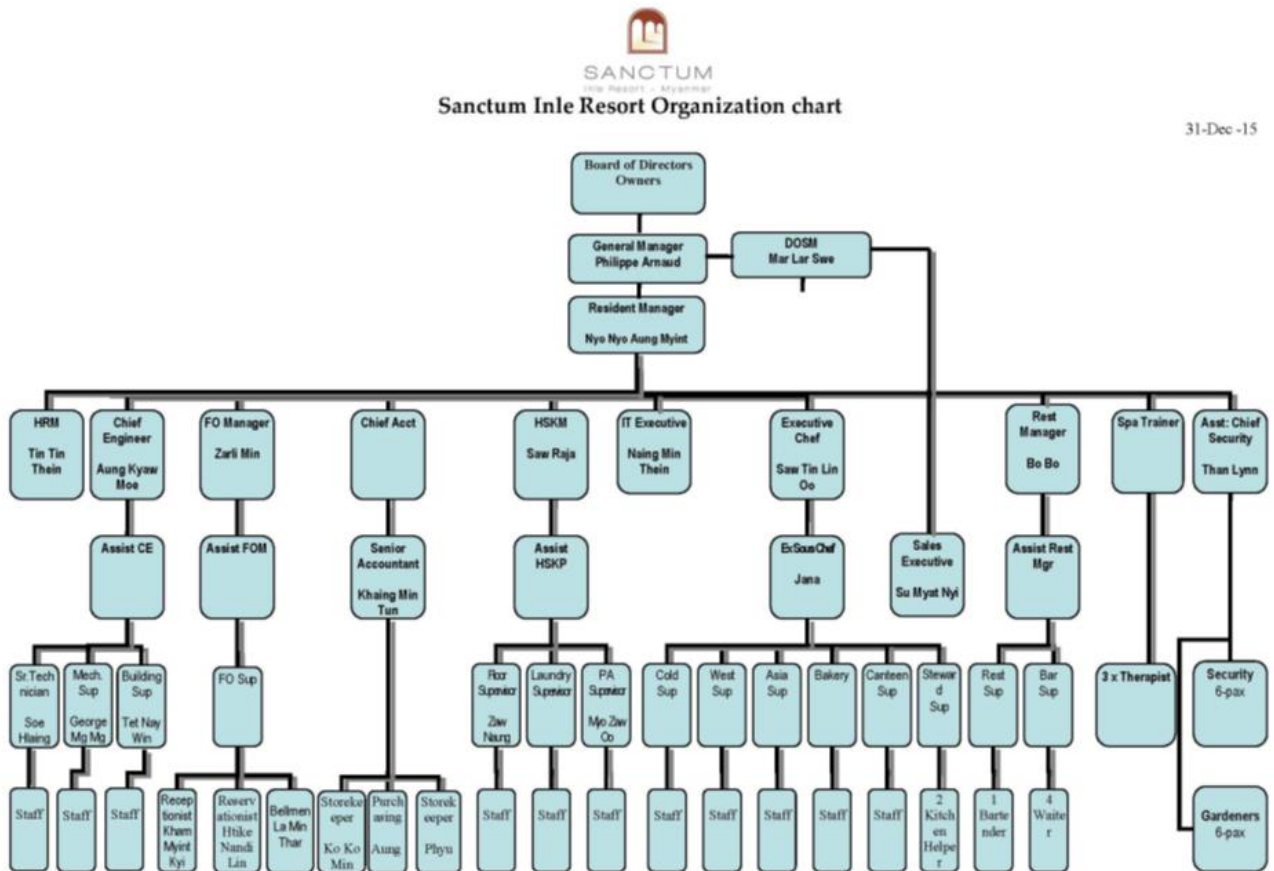 SANCTUM
Inle Resort - Myanmar
Sanctum Inle Resort Organization chart
31-Dec -15
Board of Directors
Owners
General Manager
Philippe Arnaud
DOSM
Mar Lar Swe
Resident Manager
Nyo Nyo Aung Myint
HRM
Tin Tin
Thein
Chief
Engineer
Aung Kyaw
Moe
FO Manager
Zarli Min
Chief Acct
HSKM
Saw Raja
IT Executive
Naing Min
Thein
Executive
Chef
Saw Tin Lin
Oo
Rest
Manager
Bo Bo
Spa Trainer
Asst: Chief
Security
Than Lynn
Assist CE
Assist FOM
Senior
Accountant
Khaing Min
Tun
Assist
HSKP
Ex Sous Chef
Jana
Sales
Executive
Su Myat Nyi
Assist Rest
Mgr
Sr.Tech
nician
Soe
Hlaing
Mech.
Sup
George
Mg Mg
Building
Sup
Tet Nay
Win
FO Sup
Floor
Supervisor
Zaw
Naung
Laundry
Supervisor
PA
Supervisor
Myo Zaw
Oo
Cold
Sup
West
Sup
Asia
Sup
Bakery
Canteen
Sup
Stewar
d
Sup
Rest
Sup
Bar
Sup
3 x Therapist
Security
6-pax
Staff
Staff
Staff
Recep
tionist
Kham
Myint
Kyi
Reserv
ationist
Htike
Nandi
Lin
Bellmen
La Min
Thar
Storeke
eper
Ko Ko
Min
Purch
asing
Aung
Storek
eeper
Phyu
Staff
Staff
Staff
Staff
Staff
Staff
Staff
Staff
2
Kitch
en
Helpe
r
1
Barte
nder
4
Waite
r
Gardeners
6-pax